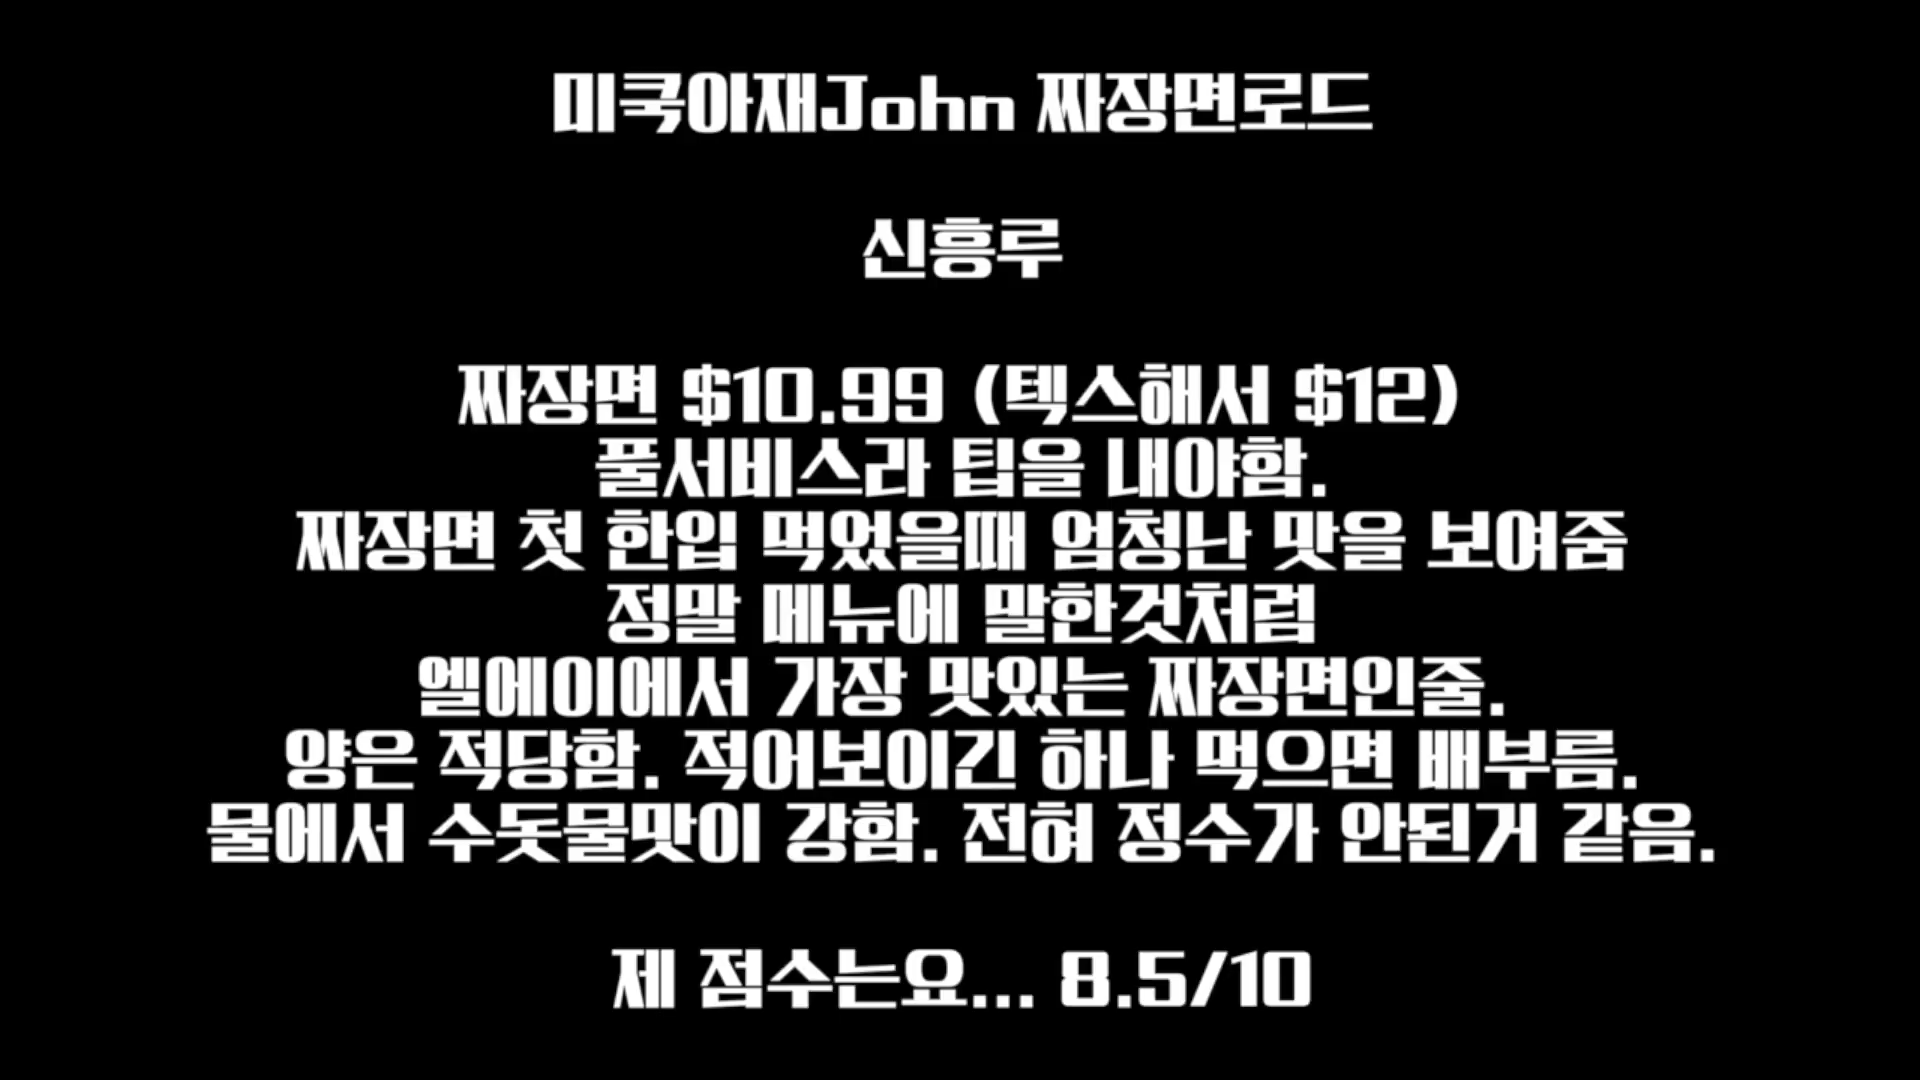 미쿡아재John 짜장면로드
신흥루
짜장면 $10.99 (텍스해서 $12)
풀서비스라 팁을 내야함.
짜장면 첫 한입 먹었을때 엄청난 맛을 보여줌
정말 메뉴에 말한것처럼
엘에이에서 가장 맛있는 짜장면인줄.
양은 적당함. 적어보이긴 하나 먹으면 배부름.
물에서 수돗물맛이 강함. 전혀 정수가 안된거 같음.
제 점수는요... 8.5/10